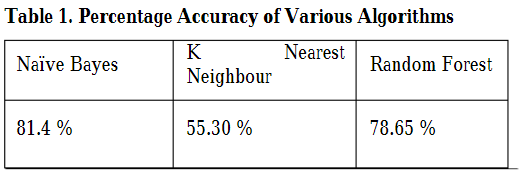 Table 1. Percentage Accuracy of Various Algorithms
Naïve Bayes
K Nearest
Neighbour
Random Forest
81.4 %
55.30 %
78.65 %